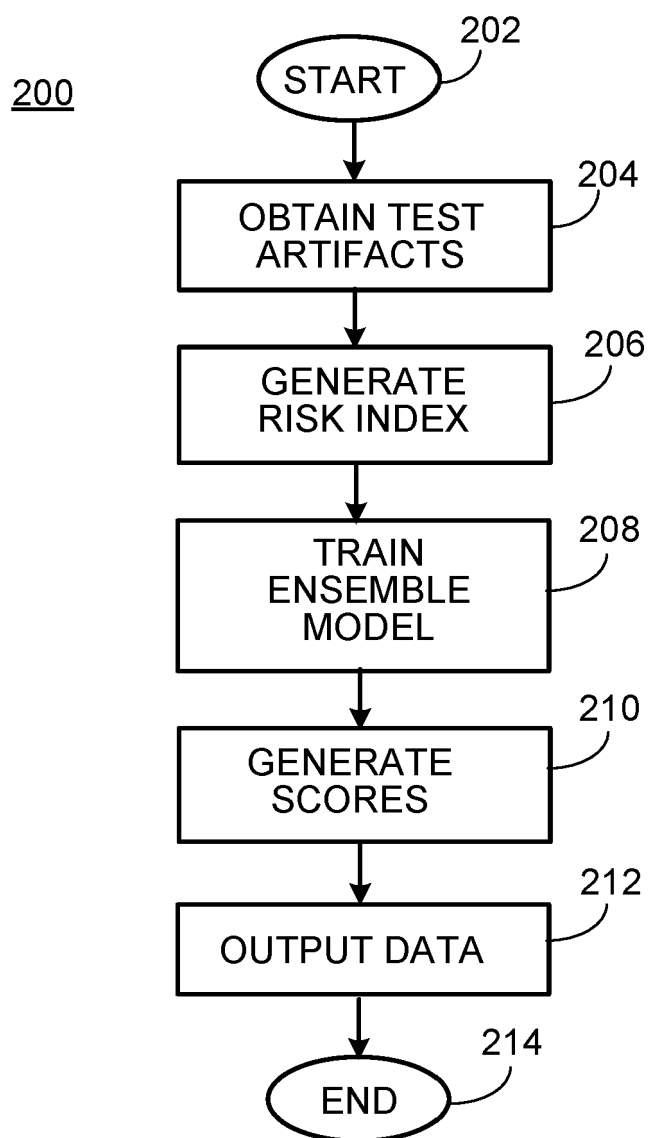 202
START
200
204
OBTAIN TEST
ARTIFACTS
206
GENERATE
RISK INDEX
208
TRAIN
ENSEMBLE
MODEL
210
GENERATE
SCORES
212
OUTPUT DATA
214
END